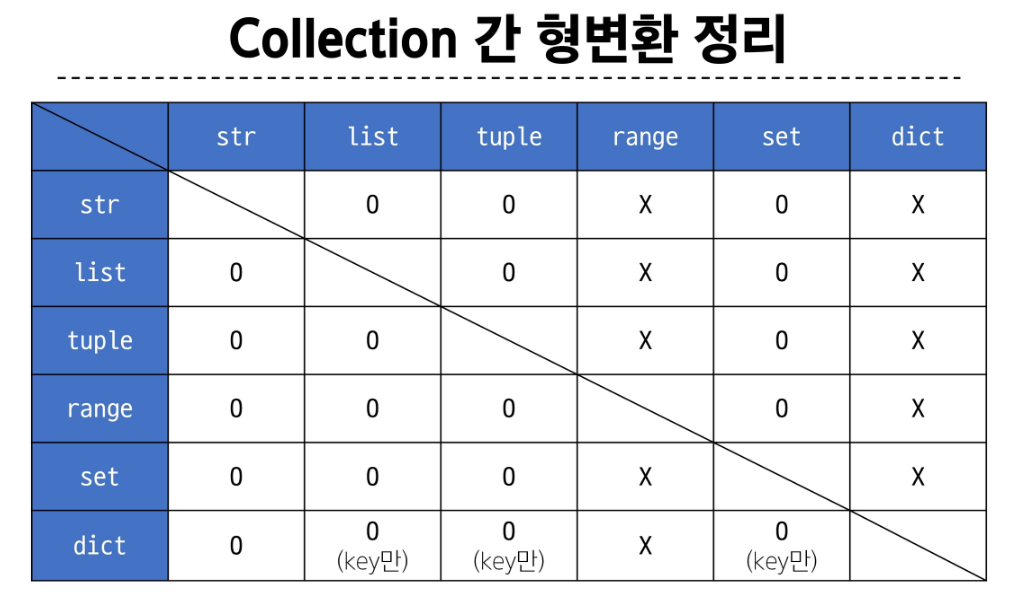 Collection 간 형변환 정리
str list tuple range set dict
str O O X O X
list O O X O X
tuple O O X O X
range O O O O X
set O O O X X
dict O O (key만) O (key만) X O (key만)